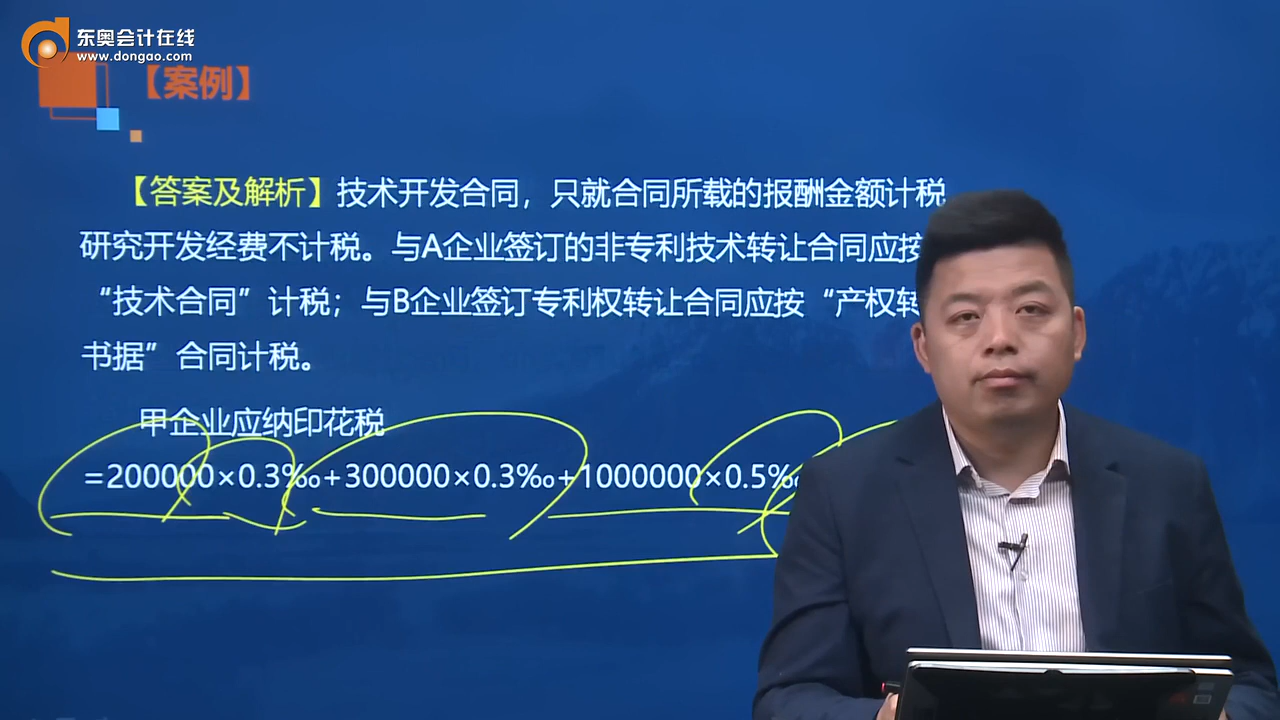 东奥会计在线
www.dongao.com
【案例】
【答案及解析】技术开发合同，只就合同所载的报酬金额计税
研究开发经费不计税。与A企业签订的非专利技术转让合同应按
“技术合同”计税；与B企业签订专利权转让合同应按“产权转
书据”合同计税。
甲企业应纳印花税
=200000×0.3‰+300000×0.3‰+1000000×0.5‰